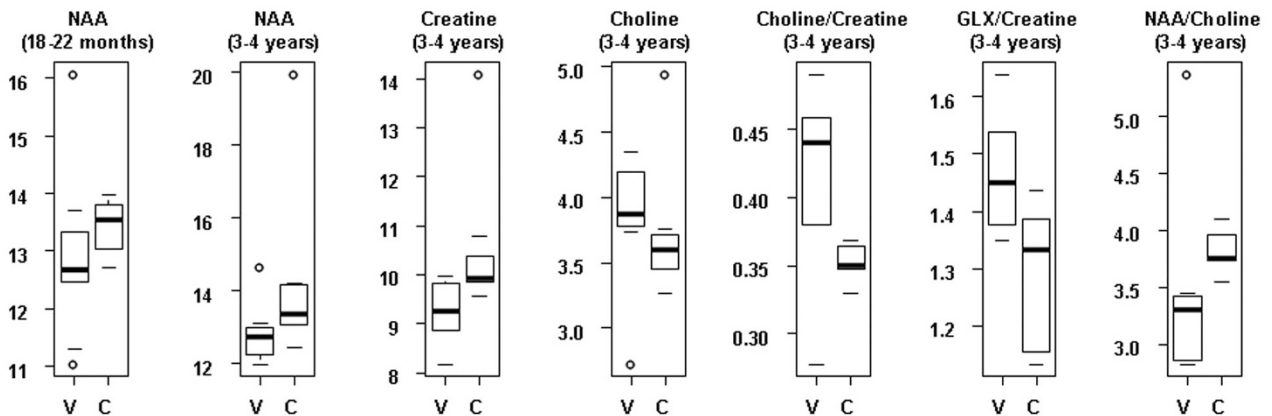 NAA
(18-22 months)
16
15
14
13
12
11
V C
NAA
(3-4 years)
20
18
16
14
12
V C
Creatine
(3-4 years)
14
13
12
11
10
9
8
V C
Choline
(3-4 years)
5.0
4.5
4.0
3.5
3.0
V C
Choline/Creatine
(3-4 years)
0.45
0.40
0.35
0.30
V C
GLX/Creatine
(3-4 years)
1.6
1.5
1.4
1.3
1.2
V C
NAA/Choline
(3-4 years)
5.0
4.5
4.0
3.5
3.0
V C